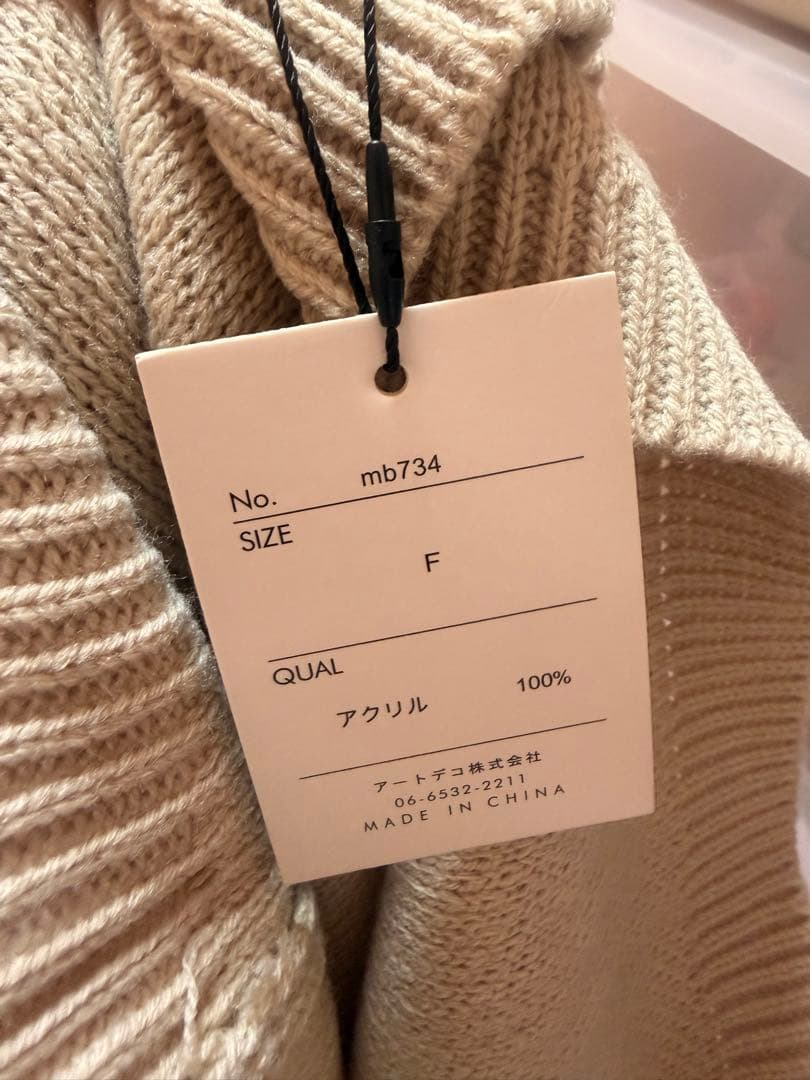 No. mb734
SIZE
F
QUAL
アクリル 100%
アートデコ株式会社
06-6532-2211
MADE IN CHINA